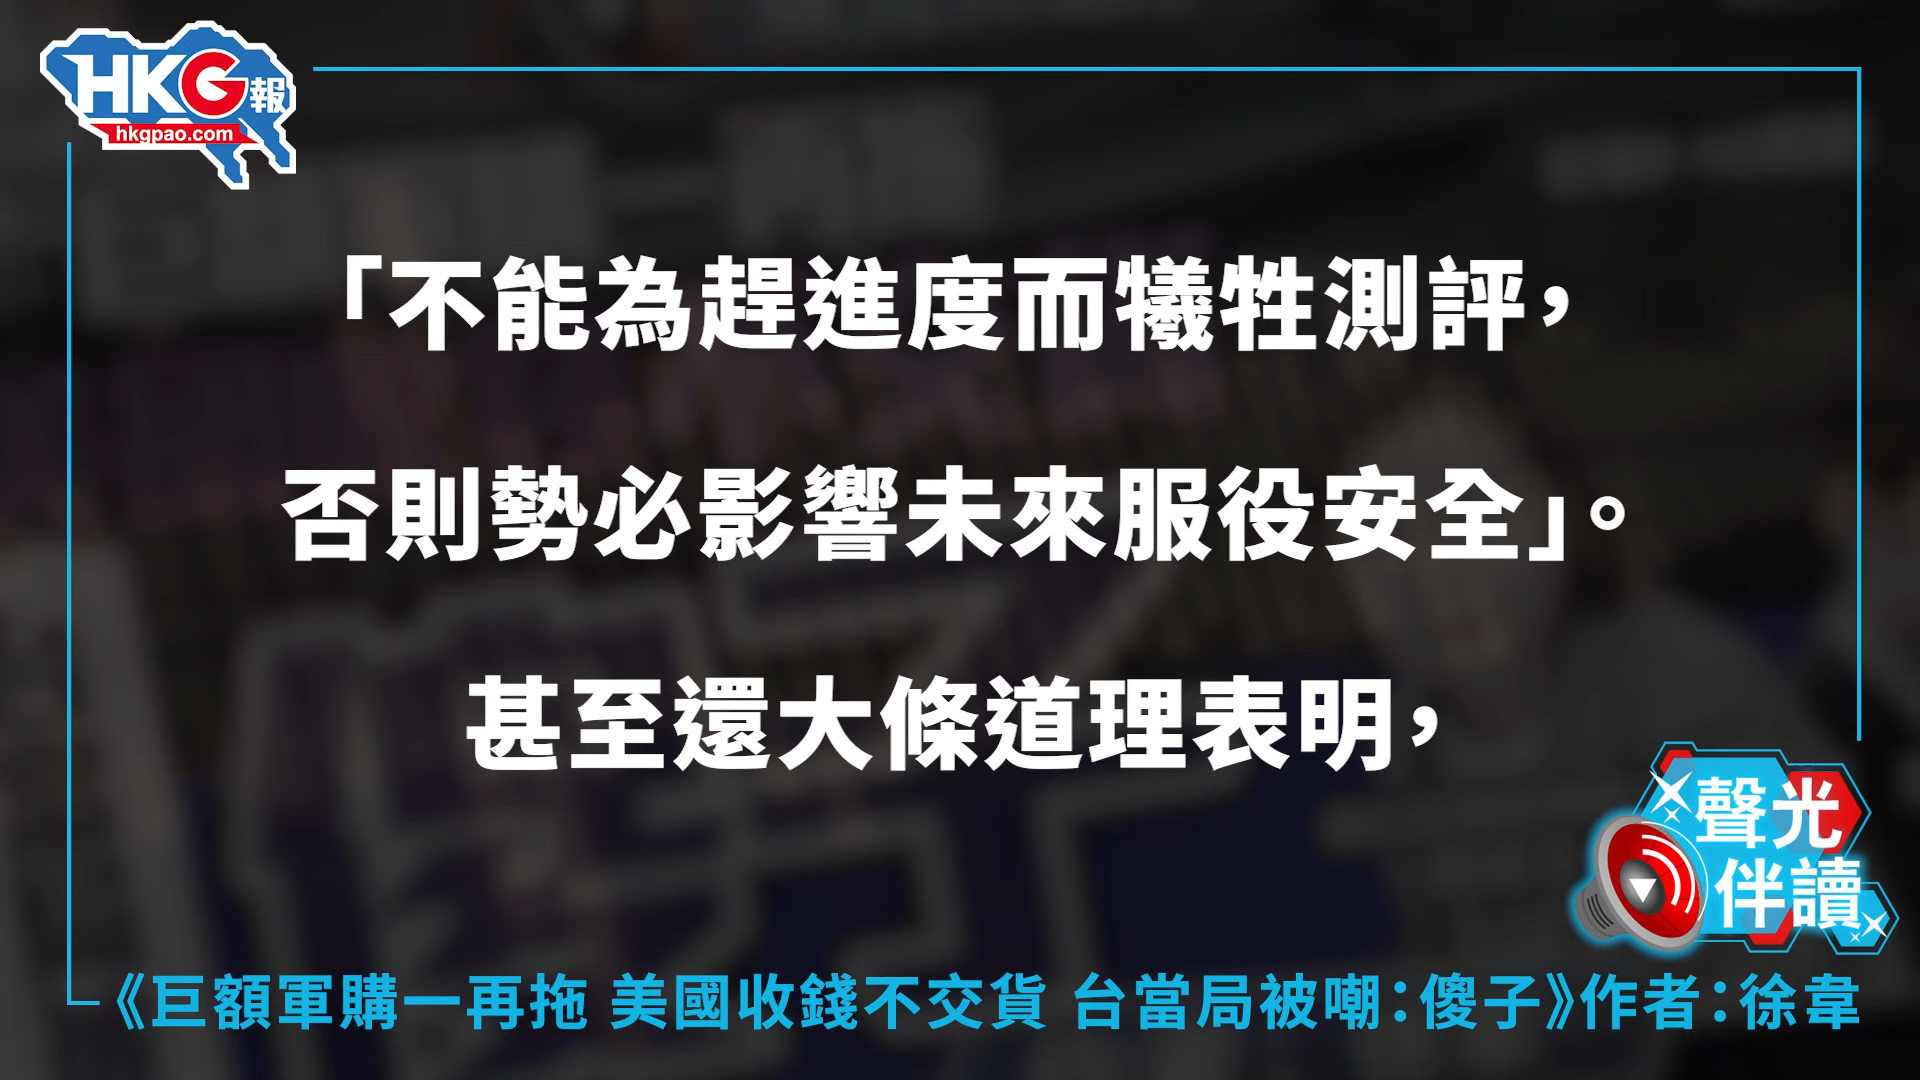 HKG報
hkgpao.com
「不能為趕進度而犧牲測評，
否則勢必影響未來服役安全」。
甚至還大條道理表明，
聲光
伴讀
《巨額軍購一再拖 美國收錢不交貨 台當局被嘲：傻子》作者：徐韋